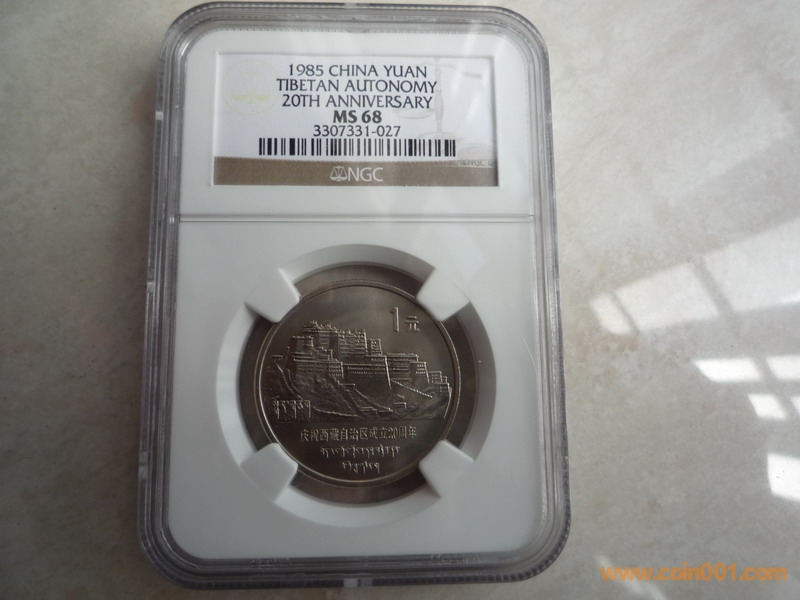 1985 CHINA YUAN
TIBETAN AUTONOMY
20TH ANNIVERSARY
MS 68
3307331-027
NGC
1元
庆祝西藏自治区成立20周年
www.coin001.com